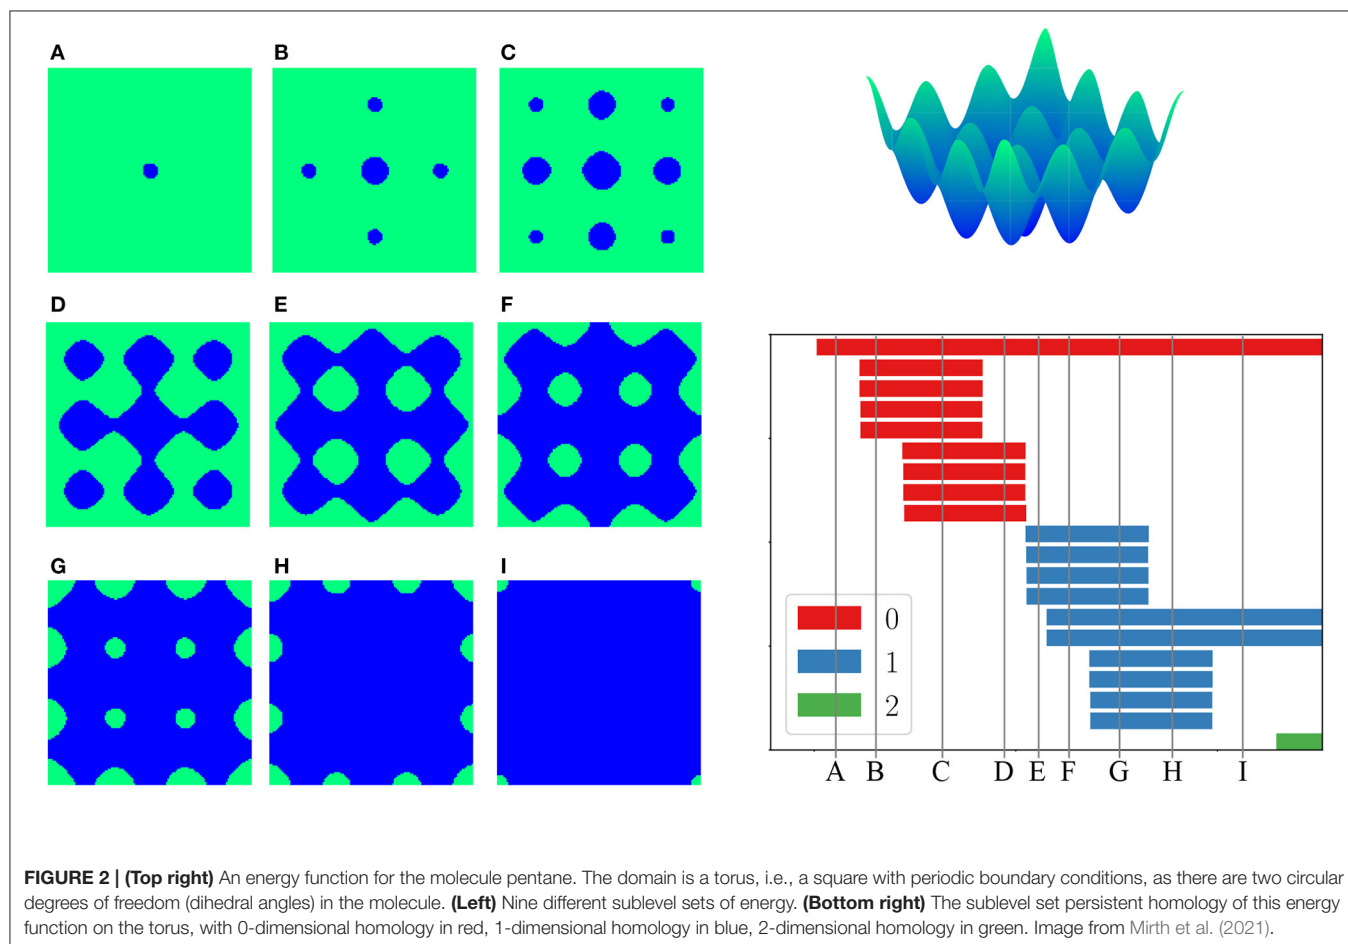 A
B
C
D
E
F
G
H
I
0
1
2
A B C D E F G H I
FIGURE 2 | (Top right) An energy function for the molecule pentane. The domain is a torus, i.e., a square with periodic boundary conditions, as there are two circular
degrees of freedom (dihedral angles) in the molecule. (Left) Nine different sublevel sets of energy. (Bottom right) The sublevel set persistent homology of this energy
function on the torus, with 0-dimensional homology in red, 1-dimensional homology in blue, 2-dimensional homology in green. Image from Mirth et al. (2021).